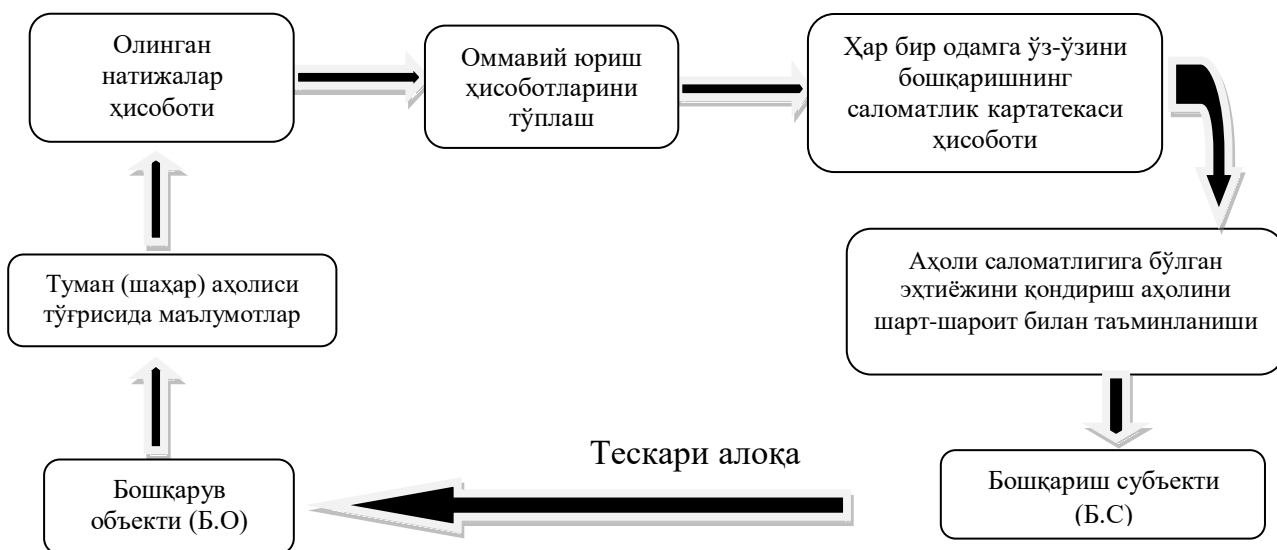 Олинган
натижалар
ҳисоботи
Оммавий юриш
ҳисоботларини
тўплаш
Ҳар бир одамга ўз-ўзини
бошқаришнинг
саломатлик картатекаси
ҳисоботи
Туман (шаҳар) аҳолиси
тўғрисида маълумотлар
Аҳоли саломатлигига бўлган
эҳтиёжини қондириш аҳолини
шарт-шароит билан таъминланиши
Тескари алоқа
Бошқарув
объекти (Б.О)
Бошқариш субъекти
(Б.С)